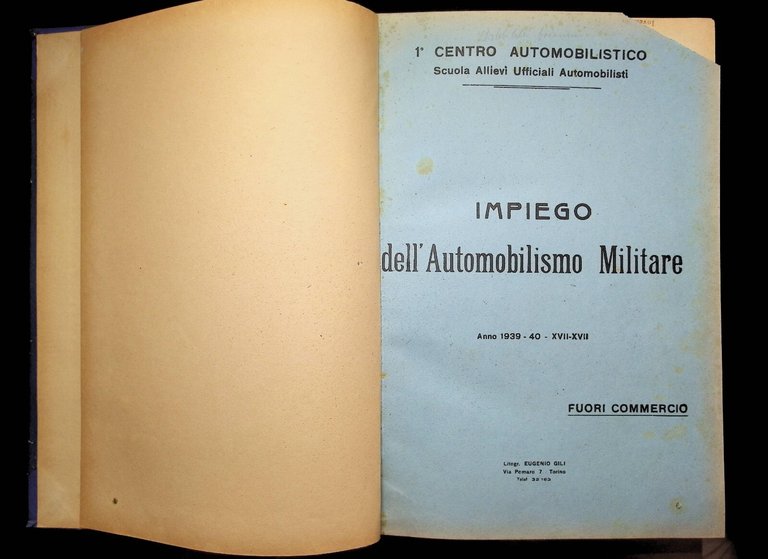 1° CENTRO AUTOMOBILISTICO
Scuola Allievi Ufficiali Automobilisti
IMPIEGO
dell'Automobilismo Militare
Anno 1939 - 40 - XVII-XVII
FUORI COMMERCIO
Litogr. EUGENIO GILI
Via Pomaro 7 Torino
Telef